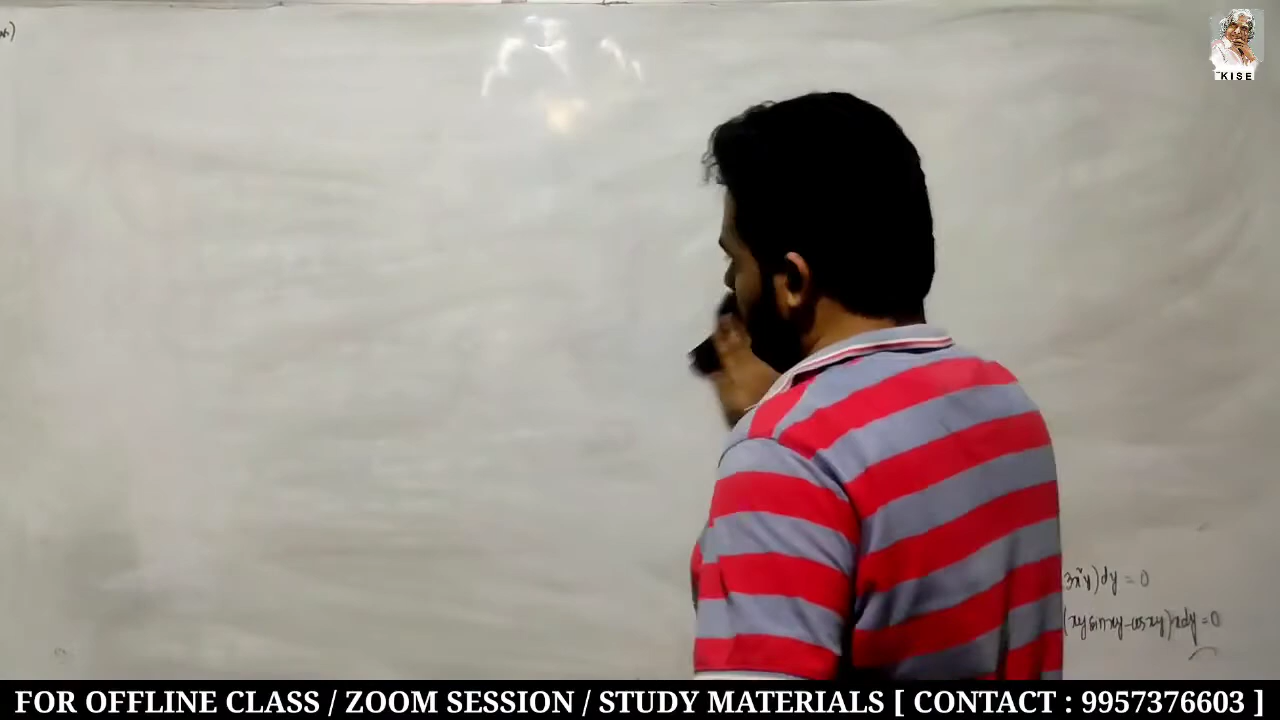 KISE
3x²y)dy = 0
(xy sin xy - cos xy)xdy = 0
FOR OFFLINE CLASS / ZOOM SESSION / STUDY MATERIALS [ CONTACT : 9957376603 ]